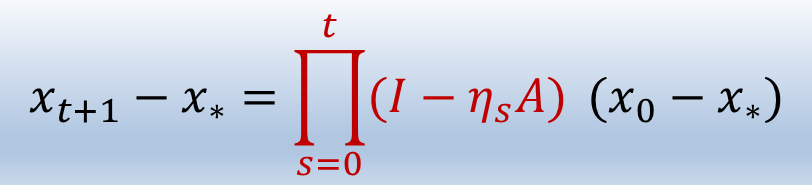 x_{t+1} − x_* = ∏_{s=0}^{t} (I − η_s A) (x_0 − x_*)